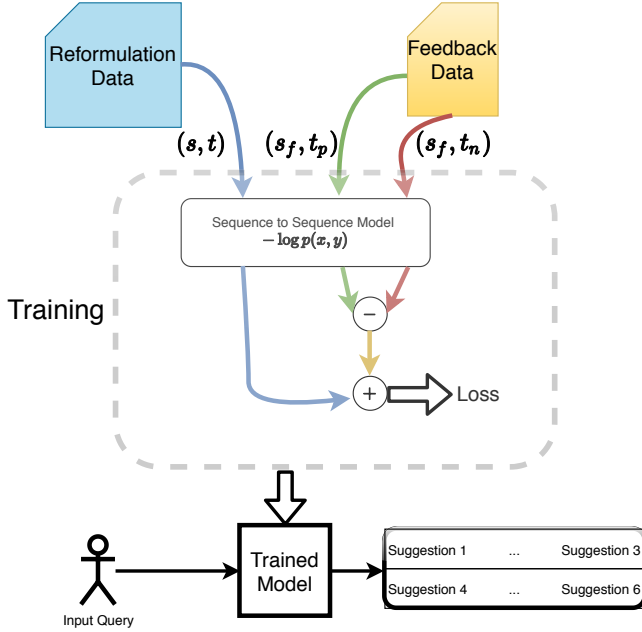 Reformulation
Data
Feedback
Data
(s, t)
(s_f, t_p)
(s_f, t_n)
Sequence to Sequence Model
− log p(x, y)
Training
−
+
Loss
Trained
Model
Input Query
Suggestion 1 ... Suggestion 3
Suggestion 4 ... Suggestion 6